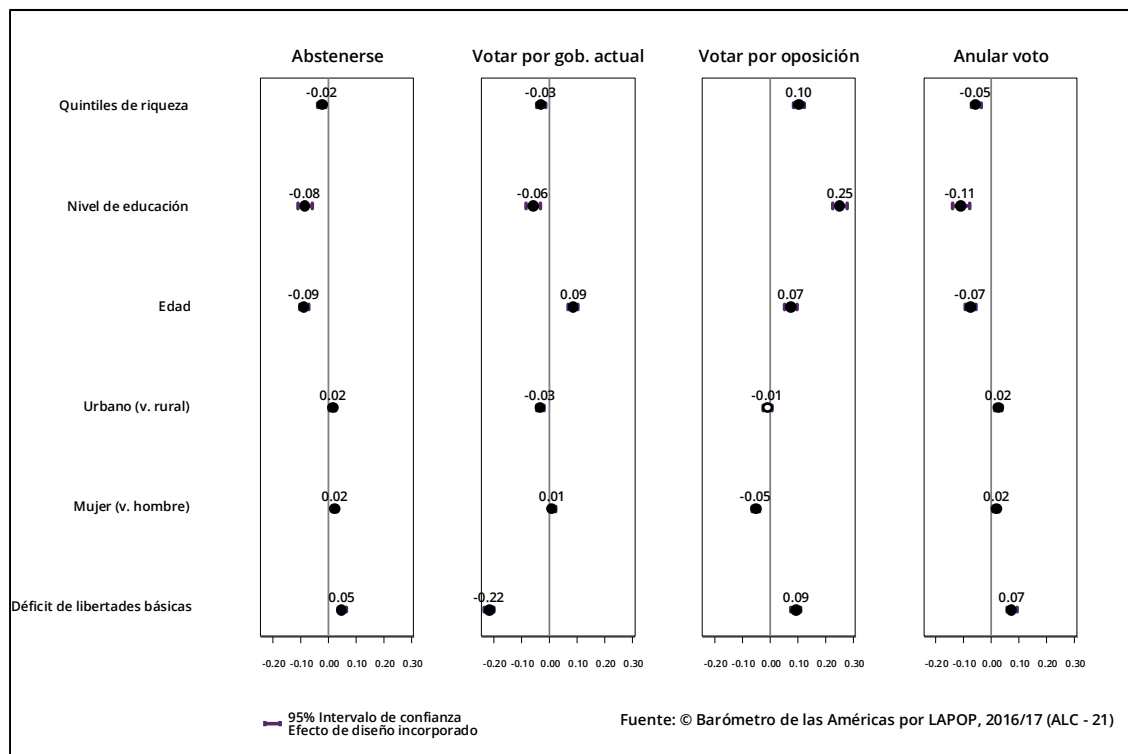 Abstenerse Votar por gob. actual Votar por oposición Anular voto
Quintiles de riqueza -0.02 -0.03 0.10 -0.05
Nivel de educación -0.08 -0.06 0.25 -0.11
Edad -0.09 0.09 0.07 -0.07
Urbano (v. rural) 0.02 -0.03 -0.01 0.02
Mujer (v. hombre) 0.02 0.01 -0.05 0.02
Déficit de libertades básicas 0.05 -0.22 0.09 0.07
-0.20 -0.10 0.00 0.10 0.20 0.30 -0.20 -0.10 0.00 0.10 0.20 0.30 -0.20 -0.10 0.00 0.10 0.20 0.30 -0.20 -0.10 0.00 0.10 0.20 0.30
95% Intervalo de confianza
Efecto de diseño incorporado
Fuente: © Barómetro de las Américas por LAPOP, 2016/17 (ALC - 21)